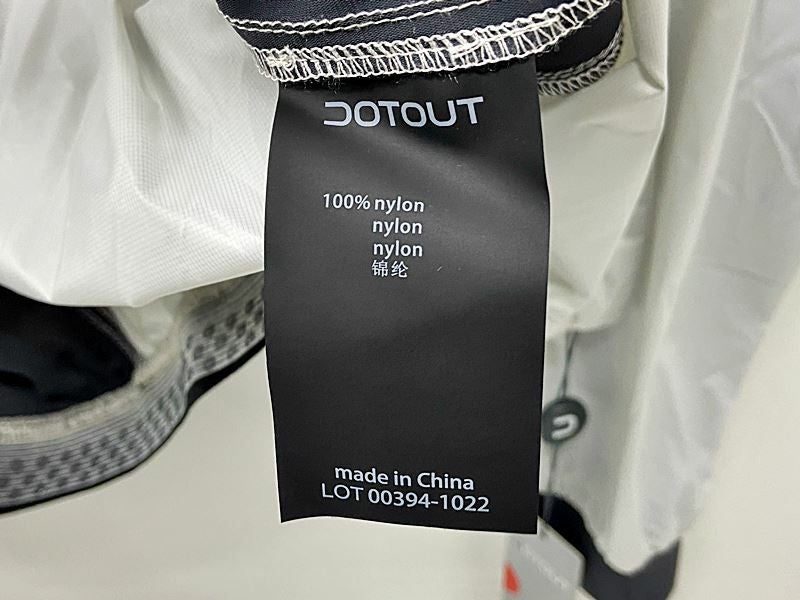 DOTOUT
100% nylon
nylon
nylon
锦纶
made in China
LOT 00394-1022